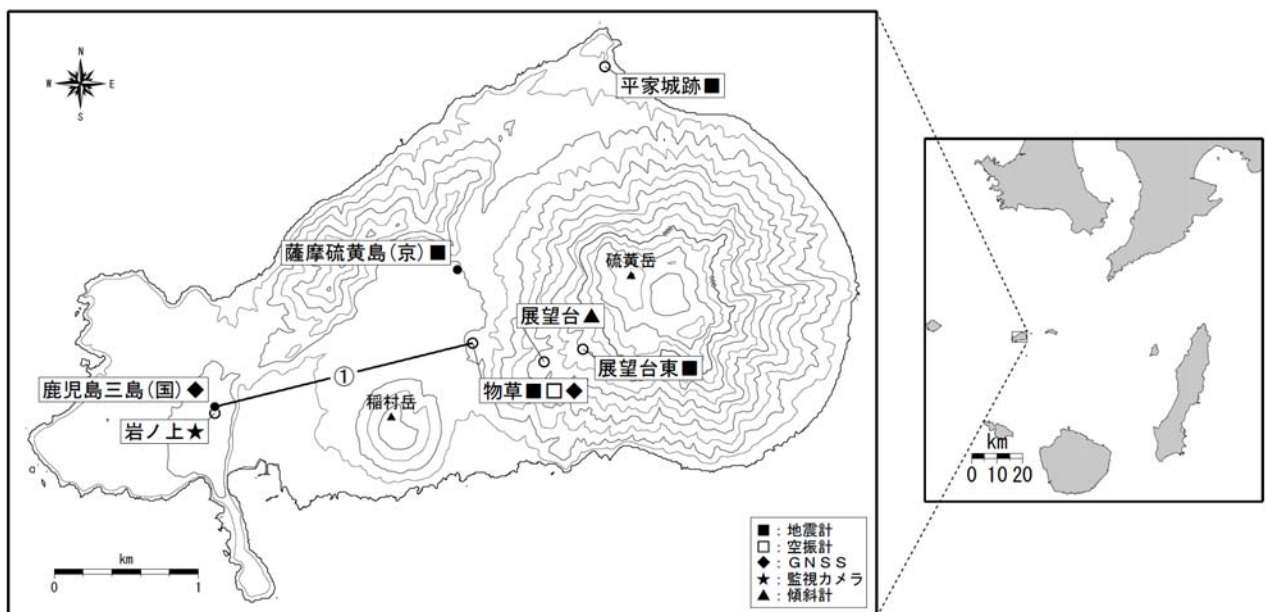 N
W E
S
平家城跡■
薩摩硫黄島(京)■
硫黄岳
展望台▲
展望台東■
①
鹿児島三島(国)◆
物草■□◆
稲村岳
岩ノ上★
km
0 1
■：地震計
□：空振計
◆：GNSS
★：監視カメラ
▲：傾斜計
km
0 10 20